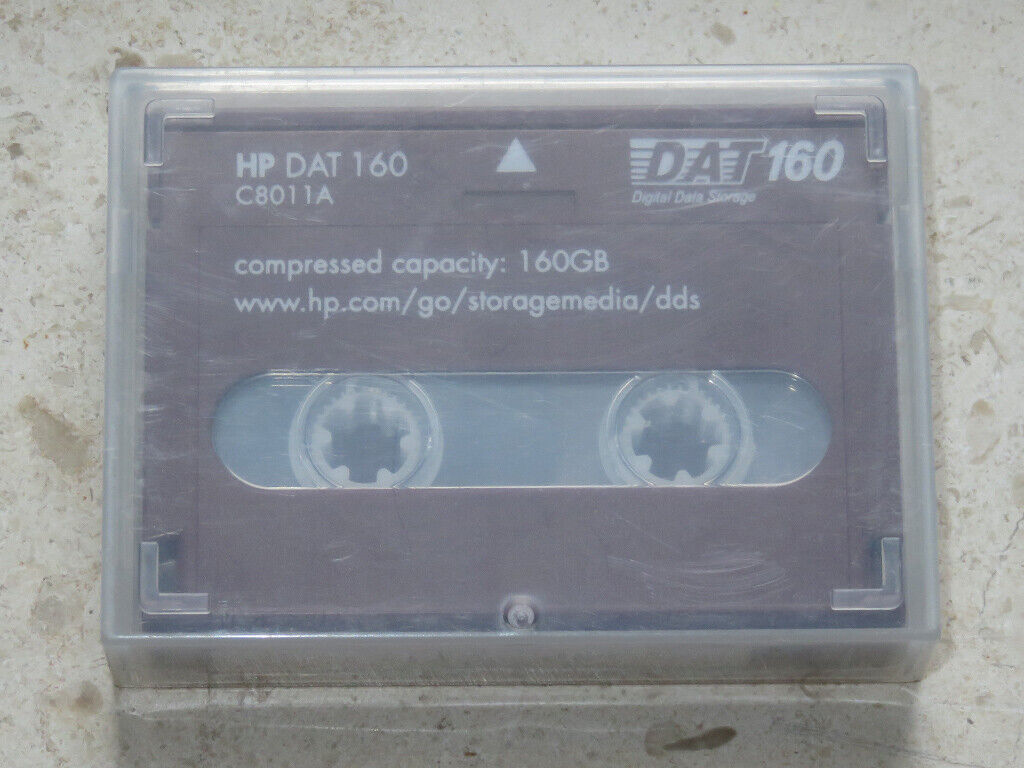 HP DAT 160
C8011A
DAT 160
Digital Data Storage
compressed capacity: 160GB
www.hp.com/go/storagemedia/dds